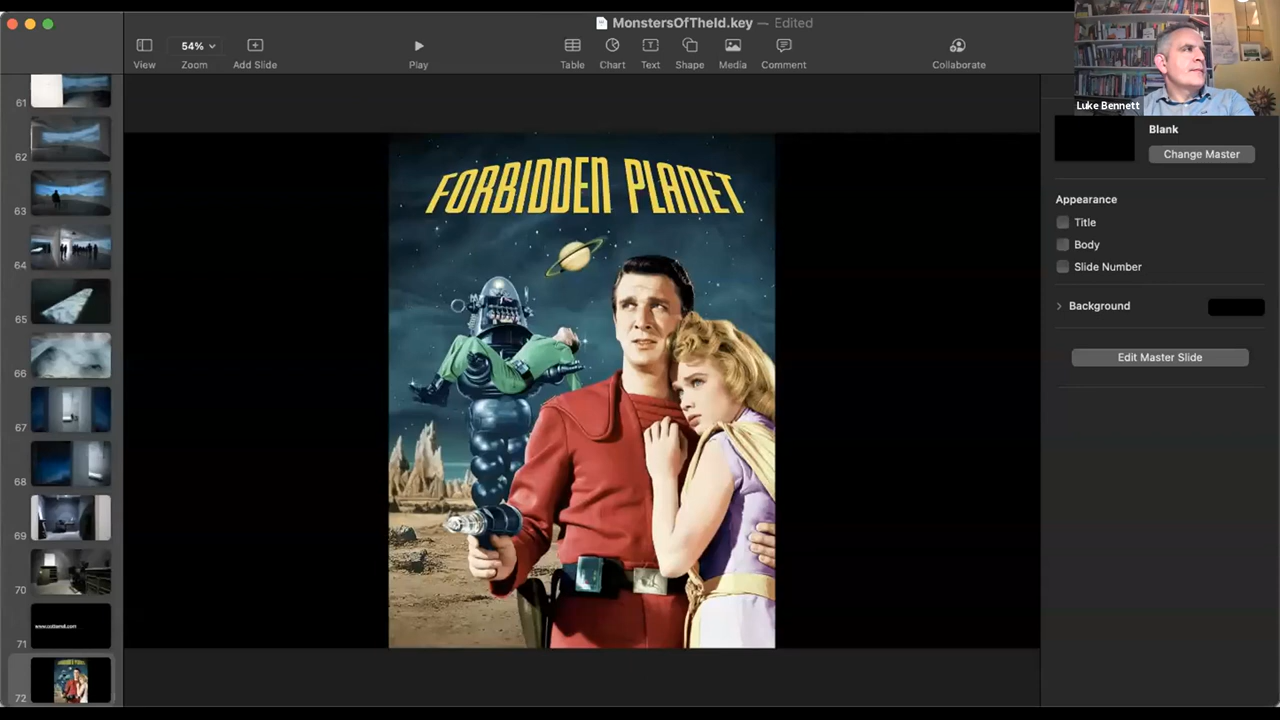 MonstersOfTheId.key — Edited
54%
View
Zoom
Add Slide
Play
Table
Chart
Text
Shape
Media
Comment
Collaborate
Luke Bennett
61
62
63
64
65
66
67
68
69
70
71
72
FORBIDDEN PLANET
FORBIDDEN PLANET
Blank
Change Master
Appearance
Title
Body
Slide Number
Background
Edit Master Slide